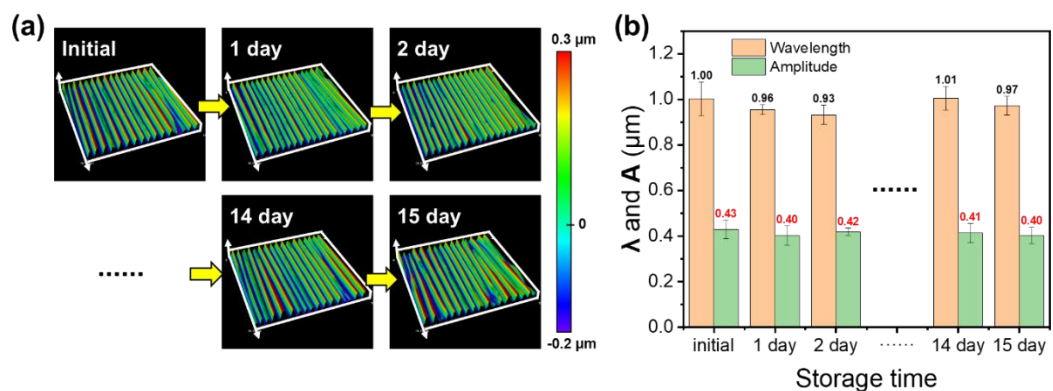 (a)
Initial
1 day
2 day
......
14 day
15 day
0.3 μm
0
-0.2 μm
(b)
Wavelength
Amplitude
λ and A (μm)
1.2
1.0
0.8
0.6
0.4
0.2
0.0
1.00
0.96
0.93
1.01
0.97
0.43
0.40
0.42
0.41
0.40
......
initial 1 day 2 day ...... 14 day 15 day
Storage time